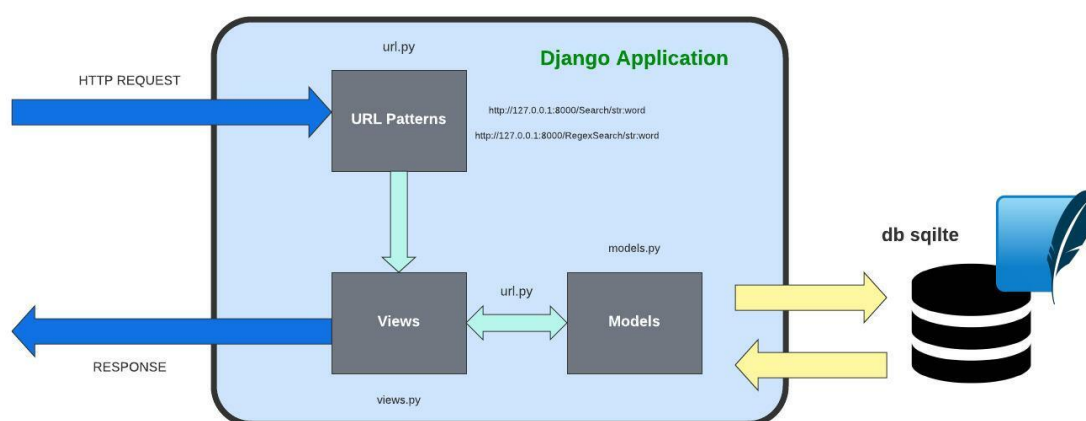 url.py
Django Application
HTTP REQUEST
URL Patterns
http://127.0.0.1:8000/Search/str:word
http://127.0.0.1:8000/RegexSearch/str:word
db sqilte
models.py
url.py
Views
Models
RESPONSE
views.py